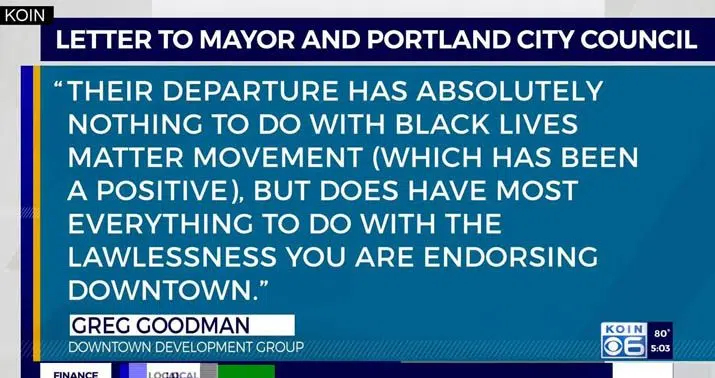 KOIN
LETTER TO MAYOR AND PORTLAND CITY COUNCIL
“THEIR DEPARTURE HAS ABSOLUTELY
NOTHING TO DO WITH BLACK LIVES
MATTER MOVEMENT (WHICH HAS BEEN
A POSITIVE), BUT DOES HAVE MOST
EVERYTHING TO DO WITH THE
LAWLESSNESS YOU ARE ENDORSING
DOWNTOWN.”
GREG GOODMAN
DOWNTOWN DEVELOPMENT GROUP
KOIN 80°
6 5:03
FINANCE